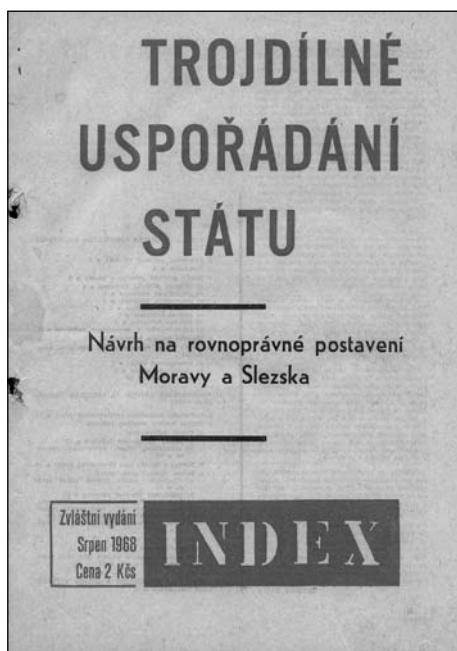 TROJDÍLNÉ
USPOŘÁDÁNÍ
STÁTU
Návrh na rovnoprávné postavení
Moravy a Slezska
Zvláštní vydání
Srpen 1968
Cena 2 Kčs
INDEX